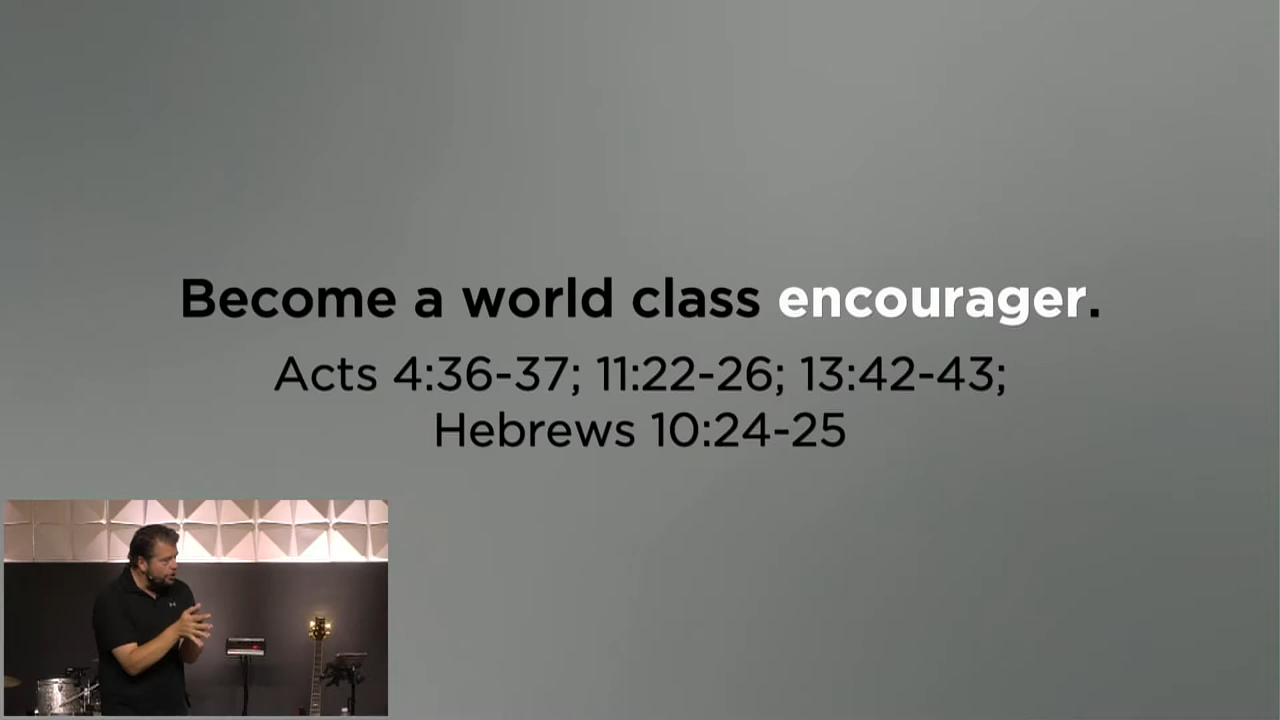 Become a world class encourager.
Acts 4:36-37; 11:22-26; 13:42-43;
Hebrews 10:24-25